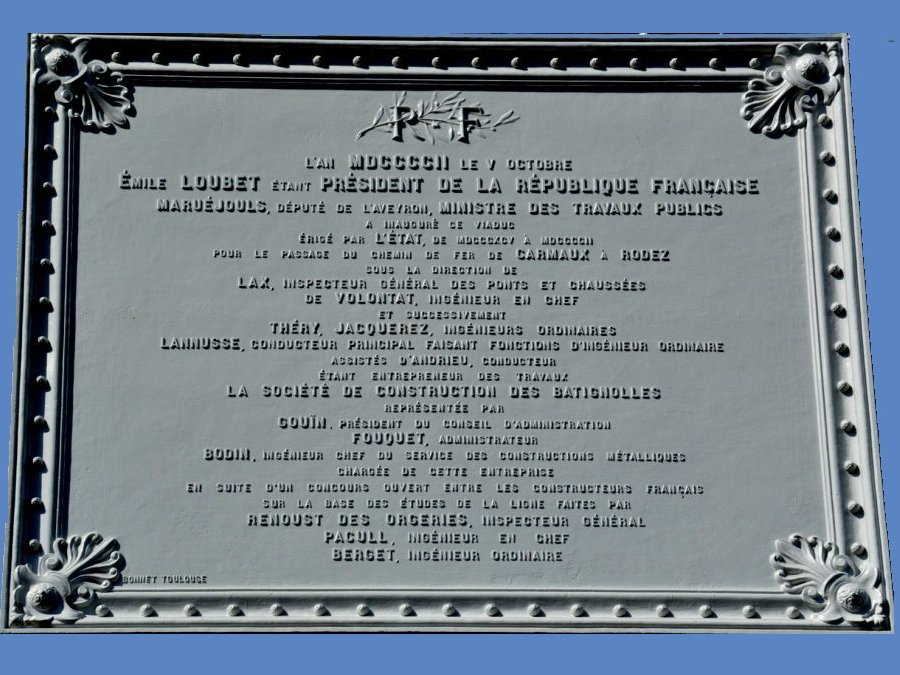 R F
L'AN MDCCCCII LE V OCTOBRE
ÉMILE LOUBET ÉTANT PRÉSIDENT DE LA RÉPUBLIQUE FRANÇAISE
MARUÉJOULS, DÉPUTÉ DE L'AVEYRON, MINISTRE DES TRAVAUX PUBLICS
A INAUGURÉ CE VIADUC
ÉRIGÉ PAR L'ÉTAT, DE MDCCCXCV À MDCCCCII
POUR LE PASSAGE DU CHEMIN DE FER DE CARMAUX À RODEZ
SOUS LA DIRECTION DE
LAX, INSPECTEUR GÉNÉRAL DES PONTS ET CHAUSSÉES
DE VOLONTAT, INGÉNIEUR EN CHEF
ET SUCCESSIVEMENT
THÉRY, JACQUEREZ, INGÉNIEURS ORDINAIRES
LANNUSSE, CONDUCTEUR PRINCIPAL FAISANT FONCTIONS D'INGÉNIEUR ORDINAIRE
ASSISTÉS D'ANDRIEU, CONDUCTEUR
ÉTANT ENTREPRENEUR DES TRAVAUX
LA SOCIÉTÉ DE CONSTRUCTION DES BATIGNOLLES
REPRÉSENTÉE PAR
GOUÏN, PRÉSIDENT DU CONSEIL D'ADMINISTRATION
FOUQUET, ADMINISTRATEUR
BODIN, INGÉNIEUR CHEF DU SERVICE DES CONSTRUCTIONS MÉTALLIQUES
CHARGÉE DE CETTE ENTREPRISE
EN SUITE D'UN CONCOURS OUVERT ENTRE LES CONSTRUCTEURS FRANÇAIS
SUR LA BASE DES ÉTUDES DE LA LIGNE FAITES PAR
RENOUST DES ORGERIES, INSPECTEUR GÉNÉRAL
PAGULL, INGÉNIEUR EN CHEF
BERGET, INGÉNIEUR ORDINAIRE
BONNET TOULOUSE